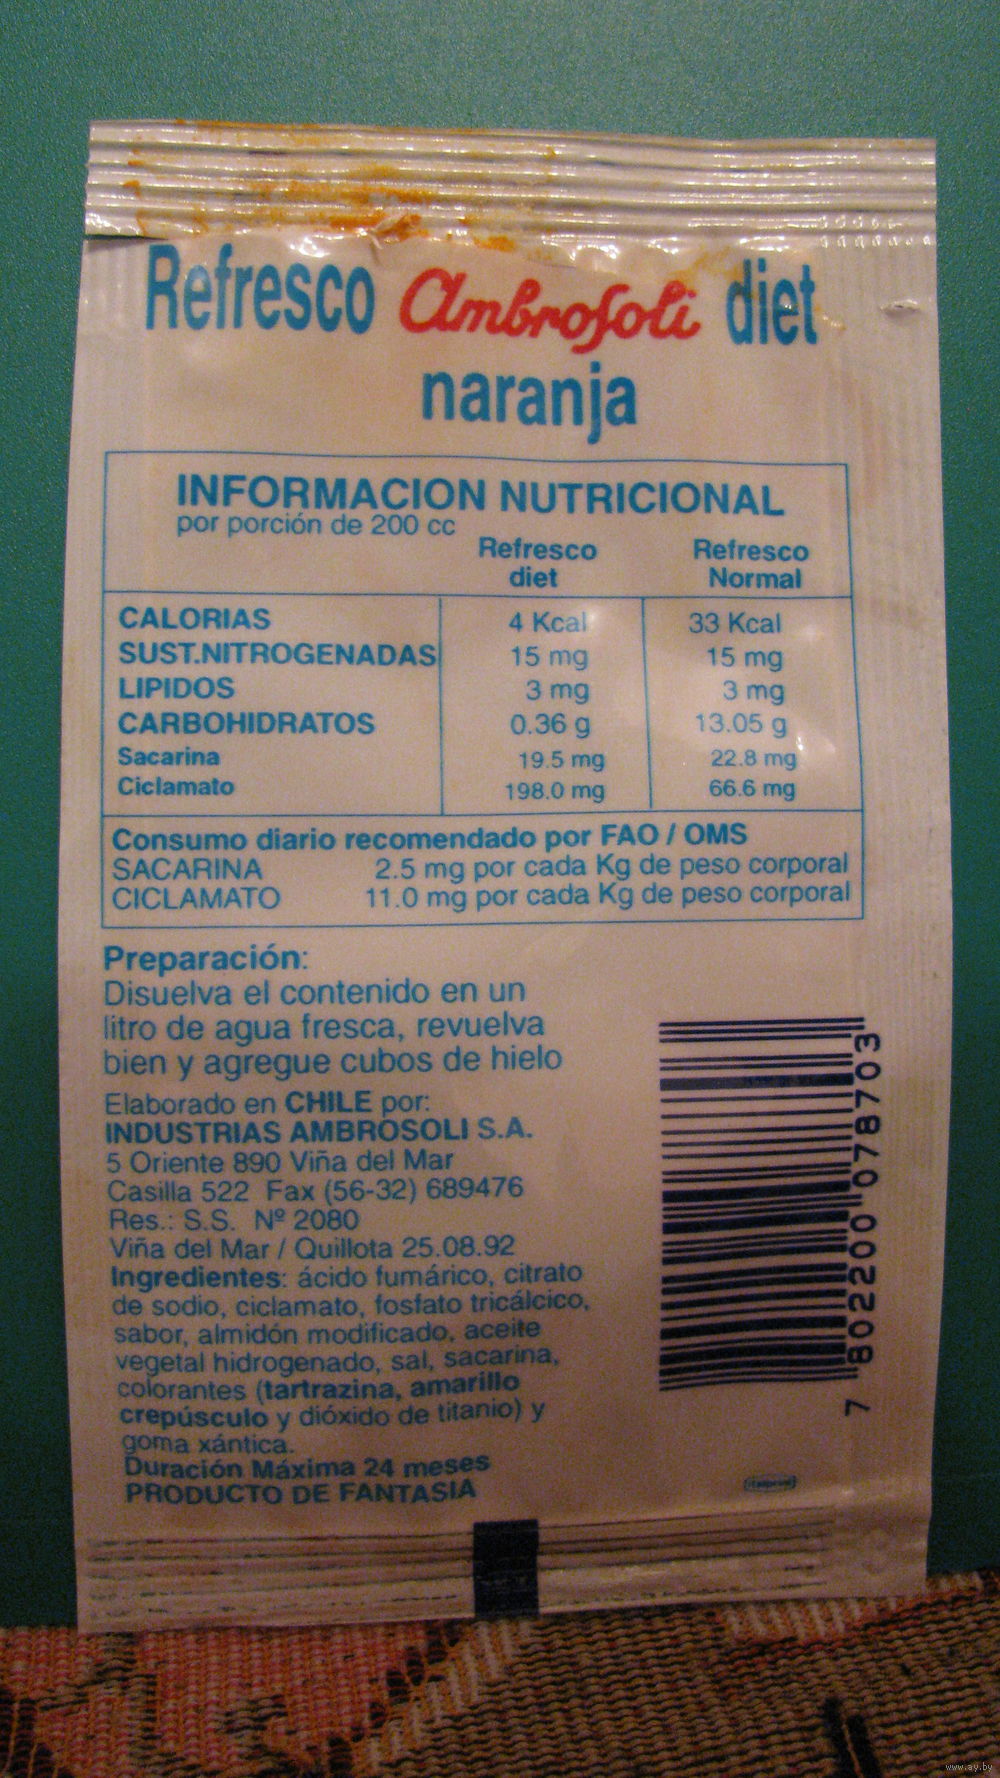 Refresco Ambrosoli diet
naranja
INFORMACION NUTRICIONAL
por porción de 200 cc
Refresco diet Refresco Normal
CALORIAS 4 Kcal 33 Kcal
SUST.NITROGENADAS 15 mg 15 mg
LIPIDOS 3 mg 3 mg
CARBOHIDRATOS 0.36 g 13.05 g
Sacarina 19.5 mg 22.8 mg
Ciclamato 198.0 mg 66.6 mg
Consumo diario recomendado por FAO / OMS
SACARINA 2.5 mg por cada Kg de peso corporal
CICLAMATO 11.0 mg por cada Kg de peso corporal
Preparación:
Disuelva el contenido en un
litro de agua fresca, revuelva
bien y agregue cubos de hielo
Elaborado en CHILE por:
INDUSTRIAS AMBROSOLI S.A.
5 Oriente 890 Viña del Mar
Casilla 522 Fax (56-32) 689476
Res.: S.S. Nº 2080
Viña del Mar / Quillota 25.08.92
Ingredientes: ácido fumárico, citrato
de sodio, ciclamato, fosfato tricálcico,
sabor, almidón modificado, aceite
vegetal hidrogenado, sal, sacarina,
colorantes (tartrazina, amarillo
crepúsculo y dióxido de titanio) y
goma xántica.
Duración Máxima 24 meses
PRODUCTO DE FANTASIA
7 802200 078703
www.ay.by